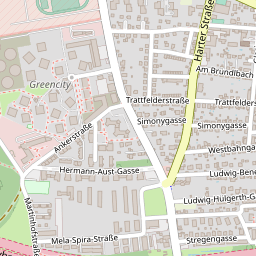 Harter Straße
Am Brundlbach
Greencity
Trattfelderstraße
Trattfelders
Simonygasse
Simonygasse
Ankerstraße
Westbahnga
Hermann-Aust-Gasse
Ludwig-Bene
Martinhofstraße
Ludwig-Hülgerth-G
Mela-Spira-Straße
Stregengasse